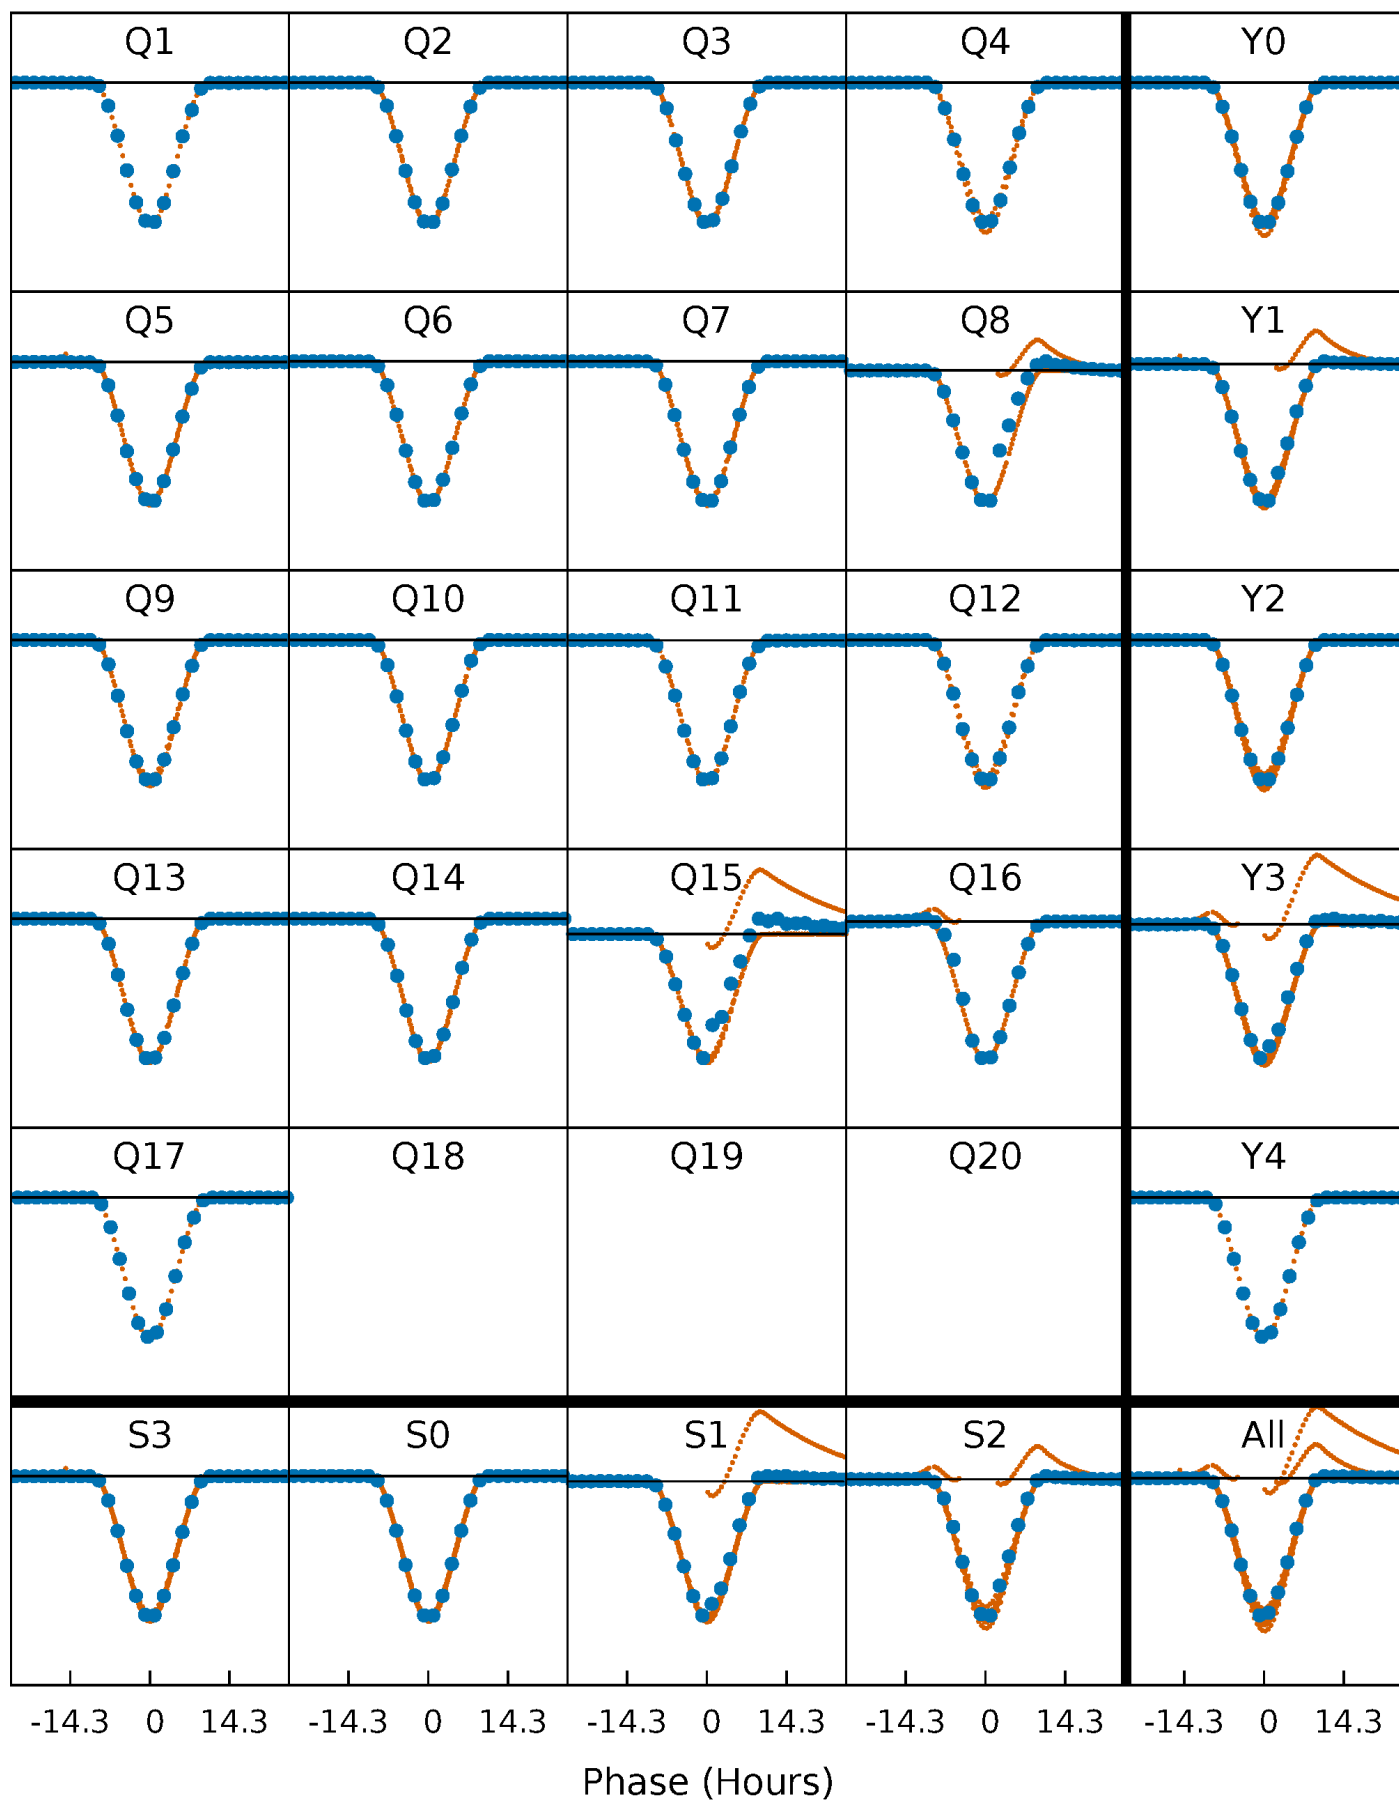 Q1 Q2 Q3 Q4 Y0
Q5 Q6 Q7 Q8 Y1
Q9 Q10 Q11 Q12 Y2
Q13 Q14 Q15 Q16 Y3
Q17 Q18 Q19 Q20 Y4
S3 S0 S1 S2 All
-14.3 0 14.3 -14.3 0 14.3 -14.3 0 14.3 -14.3 0 14.3 -14.3 0 14.3
Phase (Hours)